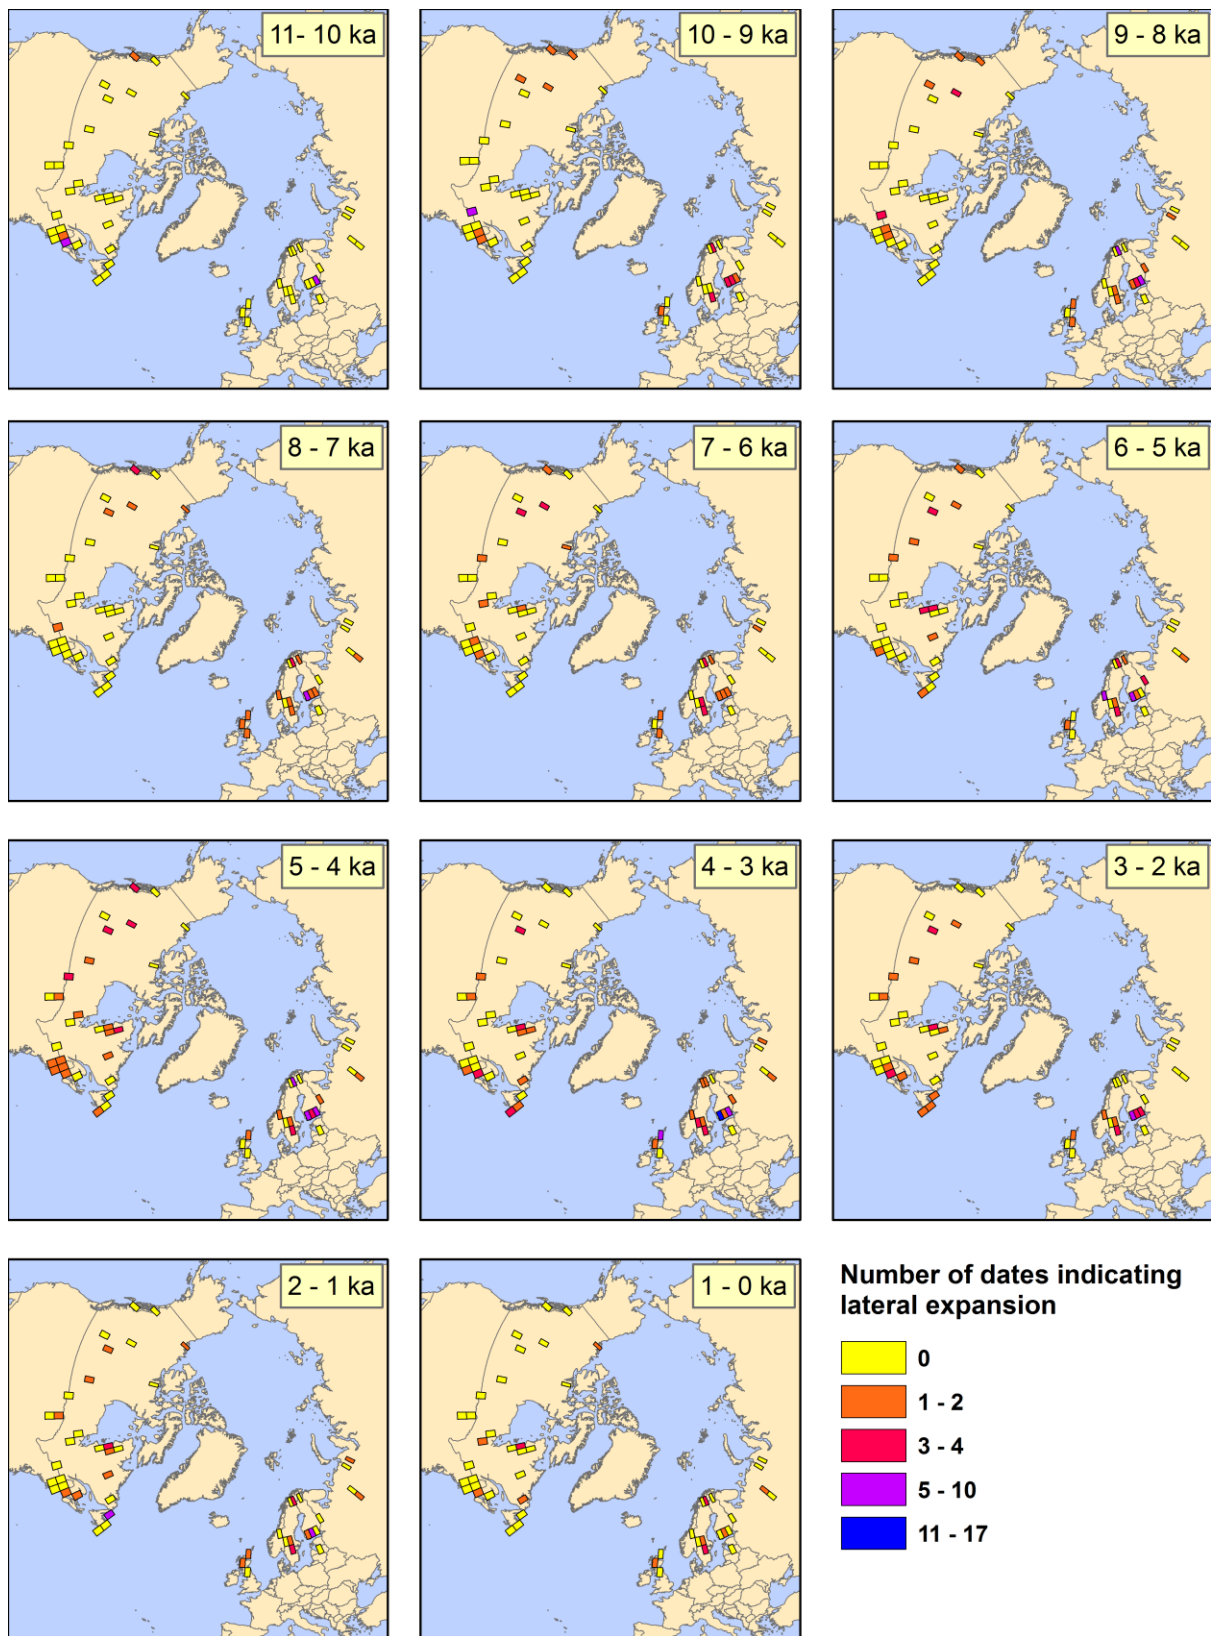 11- 10 ka
10 - 9 ka
9 - 8 ka
8 - 7 ka
7 - 6 ka
6 - 5 ka
5 - 4 ka
4 - 3 ka
3 - 2 ka
2 - 1 ka
1 - 0 ka
Number of dates indicating
lateral expansion
0
1 - 2
3 - 4
5 - 10
11 - 17